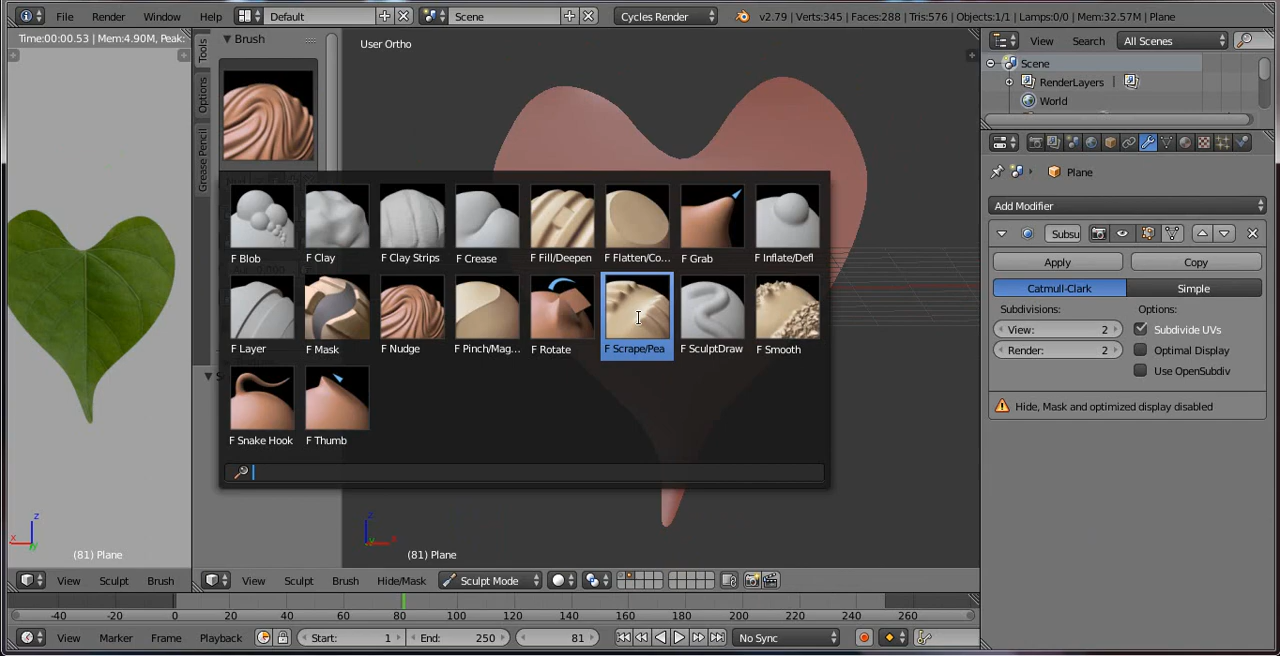 File Render Window Help Default Scene Cycles Render v2.79 | Verts:345 | Faces:288 | Tris:576 | Objects:1/1 | Lamps:0/0 | Mem:32.57M | Plane
Time:00:00.53 | Mem:4.90M, Peak:
Brush
User Ortho
View Search All Scenes
Tools
Options
Grease Pencil
Scene
RenderLayers
World
Plane
Add Modifier
Subsu
Apply Copy
Catmull-Clark Simple
Subdivisions: Options:
View: 2 Subdivide UVs
Render: 2 Optimal Display
Use OpenSubdiv
Hide, Mask and optimized display disabled
F Blob F Clay F Clay Strips F Crease F Fill/Deepen F Flatten/Co... F Grab F Inflate/Defl
F Layer F Mask F Nudge F Pinch/Mag... F Rotate F Scrape/Pea F SculptDraw F Smooth
F Snake Hook F Thumb
z
x
y
(81) Plane
z
x
y
(81) Plane
View Sculpt Brush View Sculpt Brush Hide/Mask Sculpt Mode
-40 -20 0 20 40 60 80 100 120 140 160 180 200 220 240 260
View Marker Frame Playback Start: 1 End: 250 81 No Sync